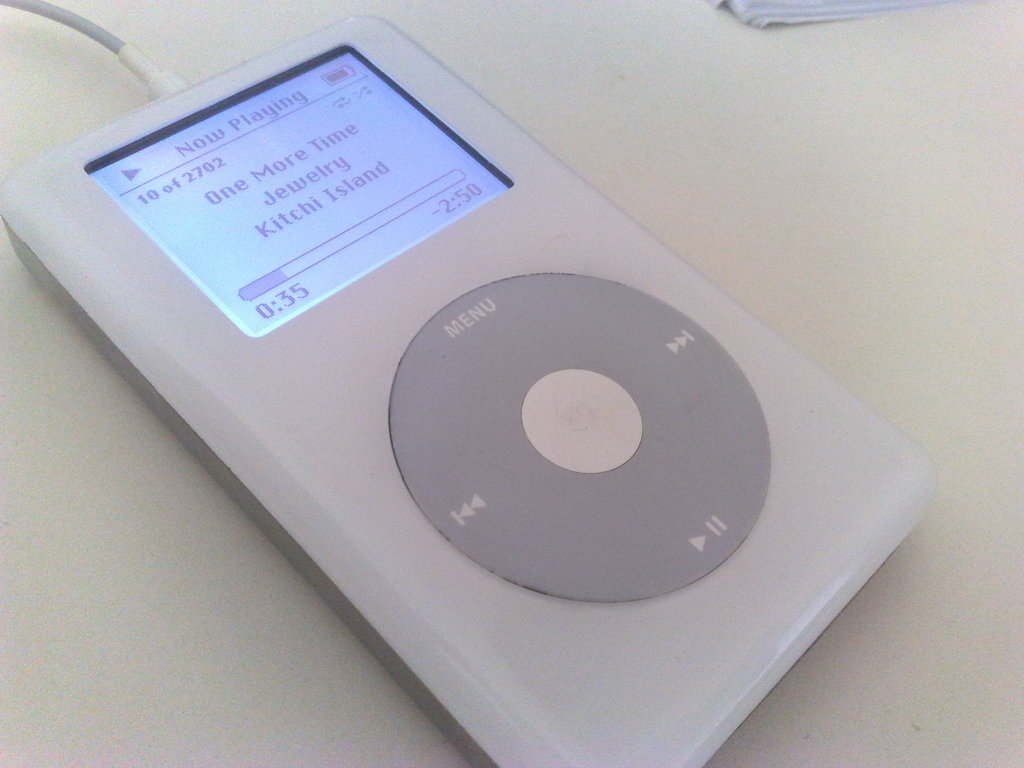 Now Playing
10 of 2702
One More Time
Jewelry
Kitchi Island
0:35 -2:50
MENU